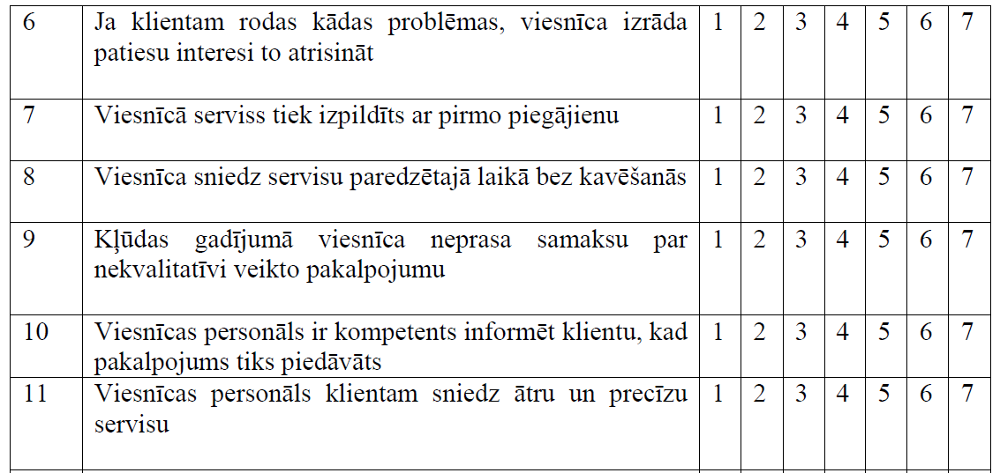 6 Ja klientam rodas kādas problēmas, viesnīca izrāda 1 2 3 4 5 6 7
patiesu interesi to atrisināt
7 Viesnīcā serviss tiek izpildīts ar pirmo piegājienu 1 2 3 4 5 6 7
8 Viesnīca sniedz servisu paredzētajā laikā bez kavēšanās 1 2 3 4 5 6 7
9 Kļūdas gadījumā viesnīca neprasa samaksu par 1 2 3 4 5 6 7
nekvalitatīvi veikto pakalpojumu
10 Viesnīcas personāls ir kompetents informēt klientu, kad 1 2 3 4 5 6 7
pakalpojums tiks piedāvāts
11 Viesnīcas personāls klientam sniedz ātru un precīzu 1 2 3 4 5 6 7
servisu